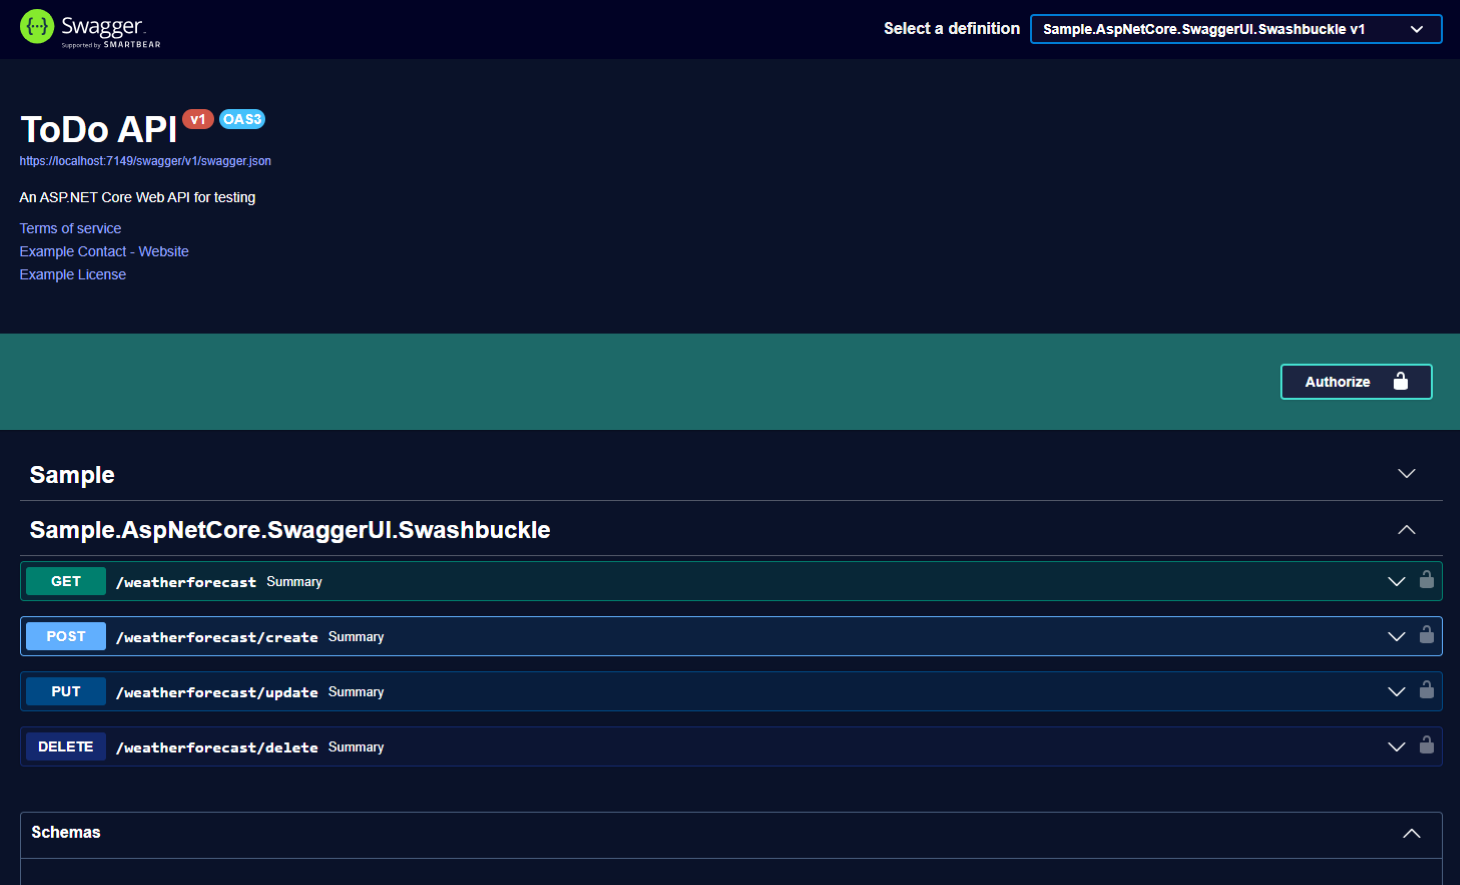 Swagger.
Supported by SMARTBEAR
Select a definition
Sample.AspNetCore.SwaggerUI.Swashbuckle v1
ToDo API v1 OAS3
https://localhost:7149/swagger/v1/swagger.json
An ASP.NET Core Web API for testing
Terms of service
Example Contact - Website
Example License
Authorize
Sample
Sample.AspNetCore.SwaggerUI.Swashbuckle
GET /weatherforecast Summary
POST /weatherforecast/create Summary
PUT /weatherforecast/update Summary
DELETE /weatherforecast/delete Summary
Schemas